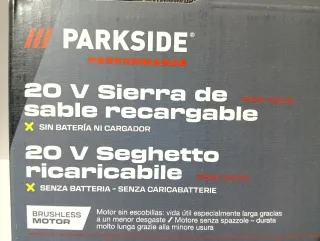 PARKSIDE®
PERFORMANCE
20 V Sierra de
sable recargable
✗ SIN BATERÍA NI CARGADOR
20 V Seghetto
ricaricabile
✗ SENZA BATTERIA - SENZA CARICABATTERIE
BRUSHLESS
MOTOR
Motor sin escobillas: vida útil especialmente larga gracias
a un menor desgaste / Motore senza spazzole – durata
molto lunga grazie alla minore usura